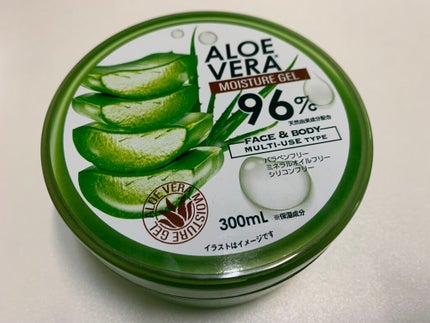 ALOE
VERA
MOISTURE GEL
96%
天然由来成分配合
FACE & BODY
MULTI-USE TYPE
パラベンフリー
ミネラルオイルフリー
シリコンフリー
300mL ※保湿成分
イラストはイメージです
ALOE VERA MOISTURE GEL